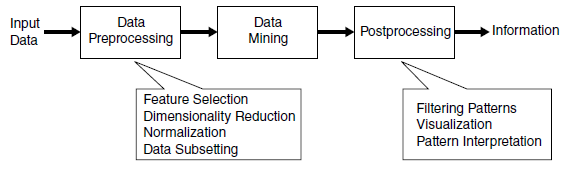 Input
Data
Data
Preprocessing
Data
Mining
Postprocessing
Information
Feature Selection
Dimensionality Reduction
Normalization
Data Subsetting
Filtering Patterns
Visualization
Pattern Interpretation